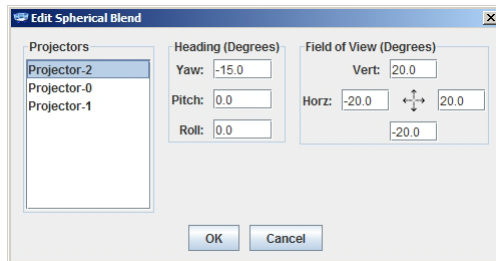 Edit Spherical Blend
Projectors
Projector-2
Projector-0
Projector-1
Heading (Degrees)
Yaw: -15.0
Pitch: 0.0
Roll: 0.0
Field of View (Degrees)
Vert: 20.0
Horz: -20.0 20.0
-20.0
OK Cancel